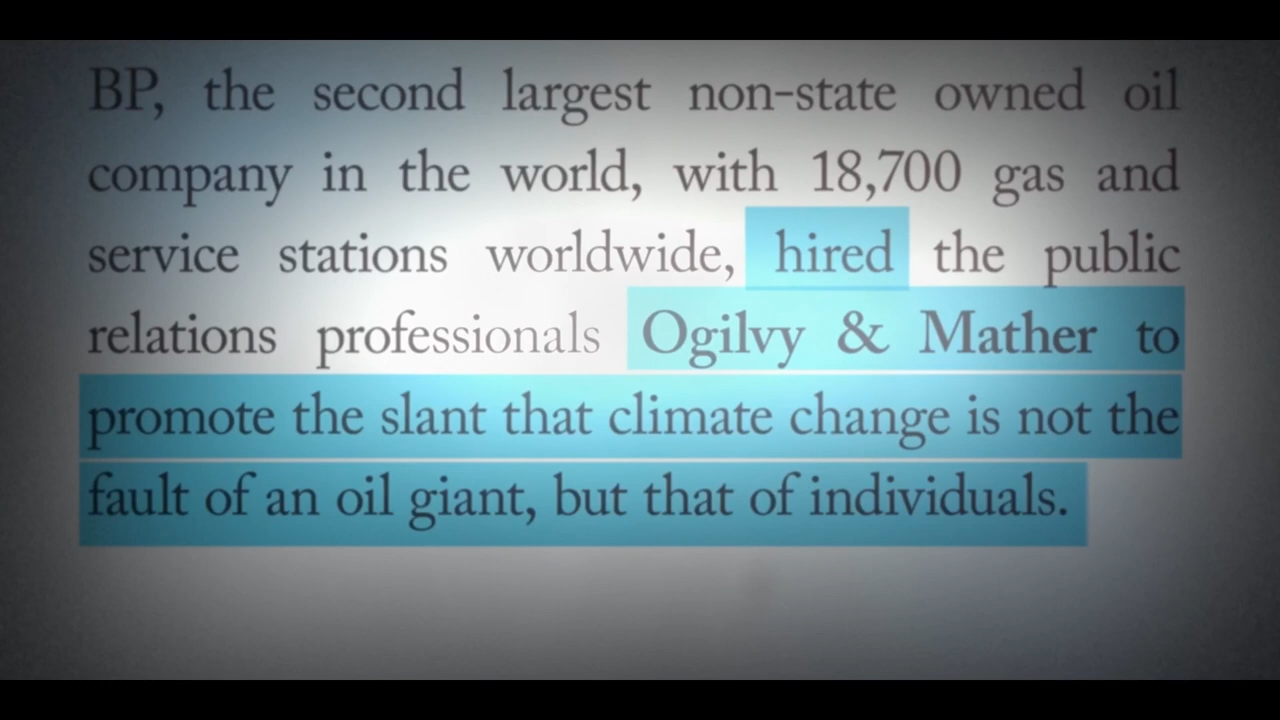 BP, the second largest non-state owned oil
company in the world, with 18,700 gas and
service stations worldwide, hired the public
relations professionals Ogilvy & Mather to
promote the slant that climate change is not the
fault of an oil giant, but that of individuals.